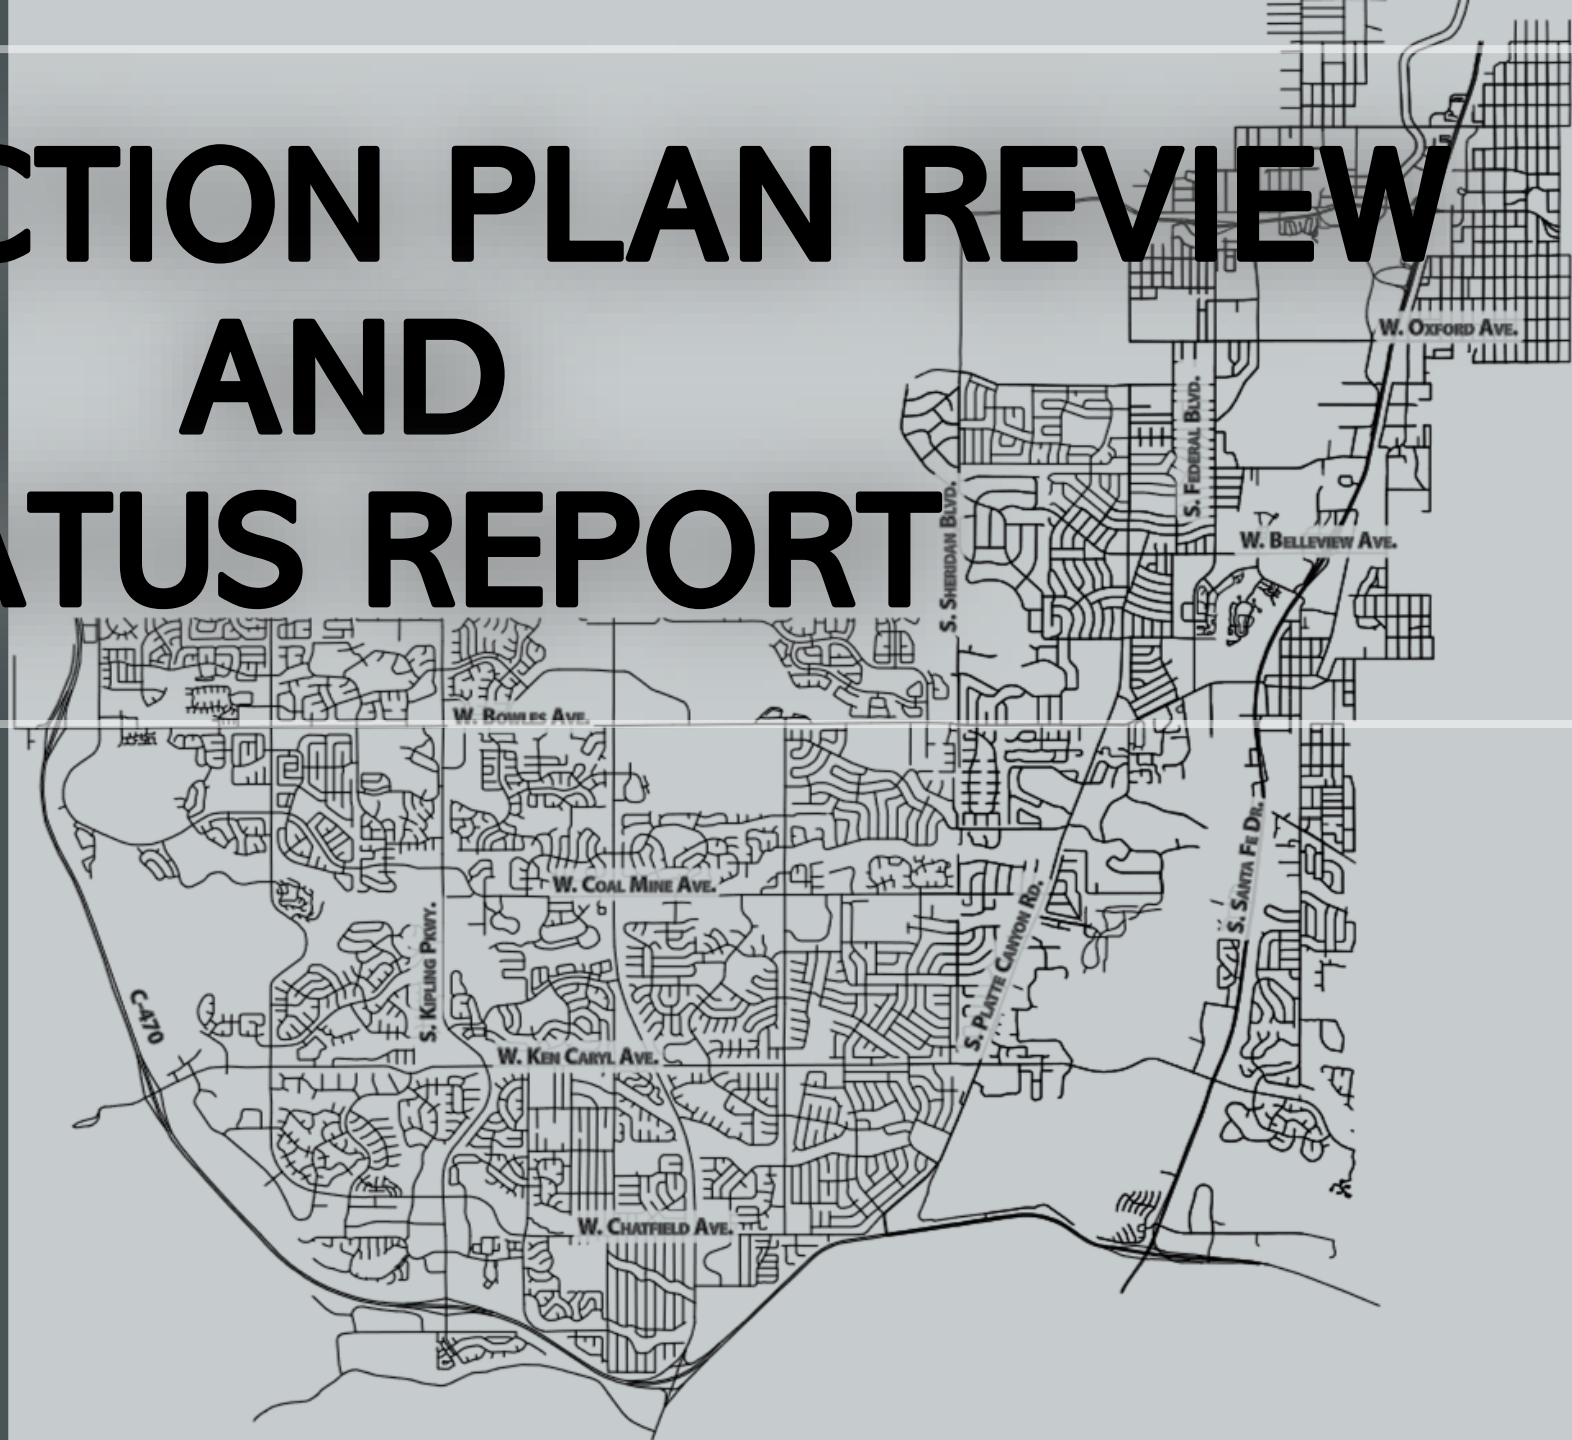 CTION PLAN REVIEW
AND
ATUS REPORT
W. OXFORD AVE.
S. FEDERAL BLVD.
S. SHERIDAN BLVD.
W. BELLEVIEW AVE.
W. BOWLES AVE.
S. SANTA FE DR.
W. COAL MINE AVE.
S. PLATTE CANYON RD.
S. KIPLING PKWY.
C-470
W. KEN CARYL AVE.
W. CHATFIELD AVE.